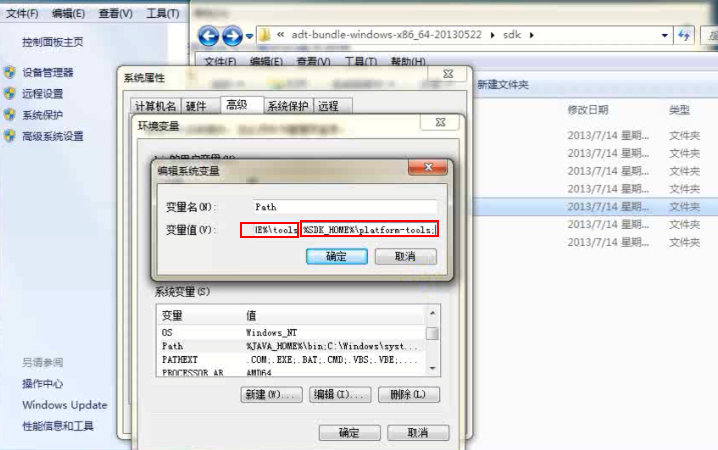 文件(F) 编辑(E) 查看(V) 工具(T)
« adt-bundle-windows-x86_64-20130522 ▸ sdk ▸
控制面板主页
设备管理器
远程设置
系统保护
高级系统设置
文件(F) 编辑(E) 查看(V) 工具(T) 帮助(H)
新建文件夹
系统属性
计算机名 硬件 高级 系统保护 远程
环境变量
编辑系统变量
变量名(N): Path
变量值(V): ME%\tools %SDK_HOME%\platform-tools;
确定 取消
系统变量(S)
变量 值
OS Windows_NT
Path %JAVA_HOME%\bin;C:\Windows\syst...
PATHEXT .COM;.EXE;.BAT;.CMD;.VBS;.VBE;....
PROCESSOR_AR AMD64
新建(W)... 编辑(I)... 删除(L)
确定 取消
修改日期 类型
2013/7/14 星期... 文件夹
2013/7/14 星期... 文件夹
2013/7/14 星期... 文件夹
2013/7/14 星期... 文件夹
2013/7/14 星期... 文件夹
2013/7/14 星期... 文件夹
2013/7/14 星期... 文件夹
另请参阅
操作中心
Windows Update
性能信息和工具